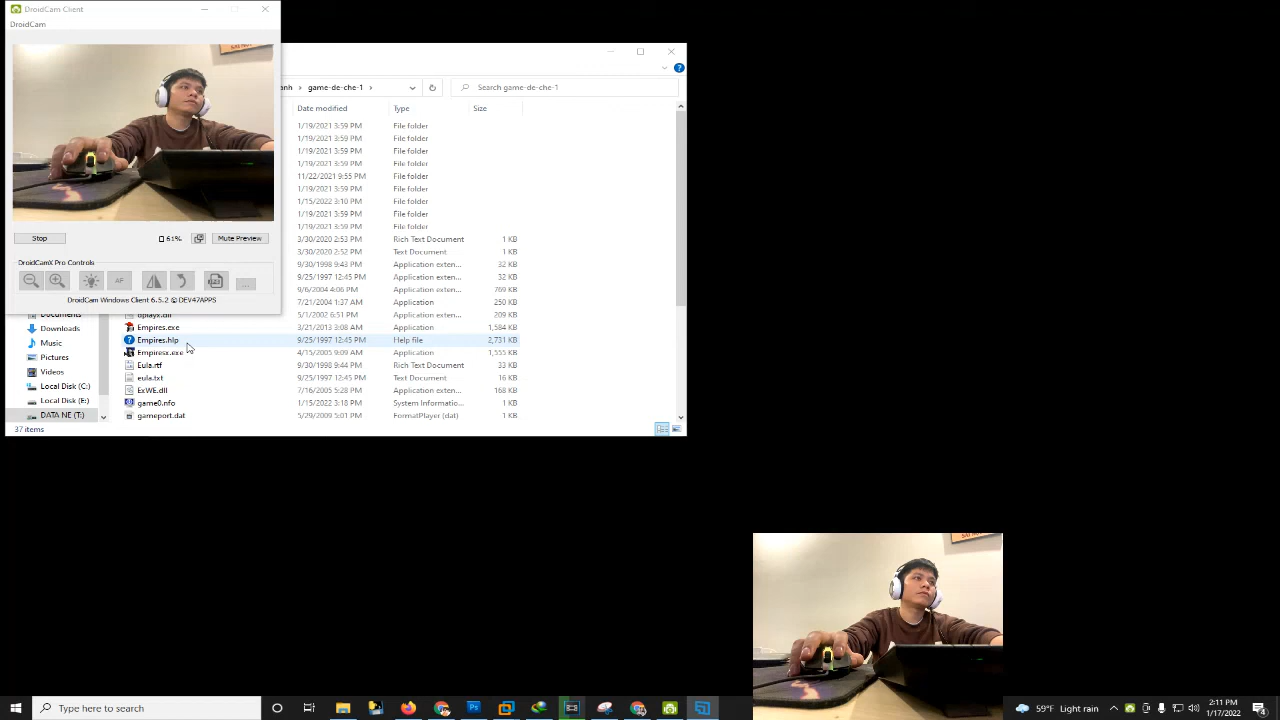 DroidCam Client
DroidCam
anh > game-de-che-1 >
Search game-de-che-1
Date modified Type Size
1/19/2021 3:59 PM File folder
1/19/2021 3:59 PM File folder
1/19/2021 3:59 PM File folder
1/19/2021 3:59 PM File folder
11/22/2021 9:55 PM File folder
1/19/2021 3:59 PM File folder
1/15/2022 3:10 PM File folder
1/19/2021 3:59 PM File folder
1/19/2021 3:59 PM File folder
3/30/2020 2:53 PM Rich Text Document 1 KB
3/30/2020 2:52 PM Text Document 1 KB
9/30/1998 9:43 PM Application exten... 32 KB
9/25/1997 12:45 PM Application exten... 32 KB
9/6/2004 4:06 PM Application exten... 769 KB
7/21/2004 1:37 AM Application 250 KB
Stop 61% Mute Preview
DroidCamX Pro Controls
AF
...
DroidCam Windows Client 6.5.2 © DEV47APPS
Documents dplayx.dll 5/1/2002 6:51 PM Application exten... 209 KB
Downloads Empires.exe 3/21/2013 3:08 AM Application 1,584 KB
Music Empires.hlp 9/25/1997 12:45 PM Help file 2,731 KB
Pictures Empiresx.exe 4/15/2005 9:09 AM Application 1,555 KB
Eula.rtf 9/30/1998 9:44 PM Rich Text Document 33 KB
Videos eula.txt 9/25/1997 12:45 PM Text Document 16 KB
Local Disk (C:) ExWE.dll 7/16/2005 5:28 PM Application exten... 168 KB
Local Disk (E:) game0.nfo 1/15/2022 3:18 PM System Informatio... 1 KB
DATA NE (T:) gameport.dat 5/29/2009 5:01 PM FormatPlayer (dat) 1 KB
37 items
Type here to search
59°F Light rain
2:11 PM
1/17/2022
4